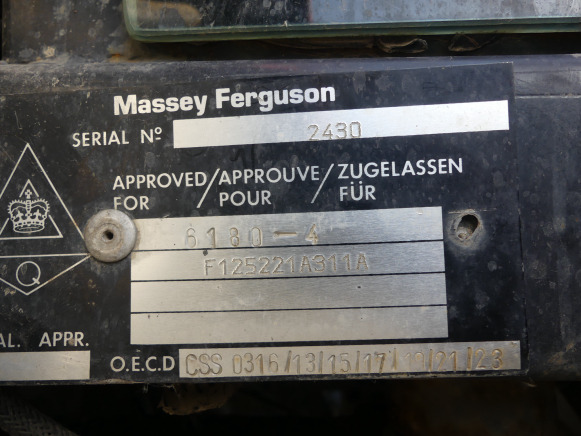 Massey Ferguson
SERIAL Nº 2430
APPROVED/APPROUVE/ZUGELASSEN
FOR / POUR / FÜR
6180-4
F125221A311A
Q
AL. APPR.
O.E.C.D CSS 0316/13/15/17/19/21/23